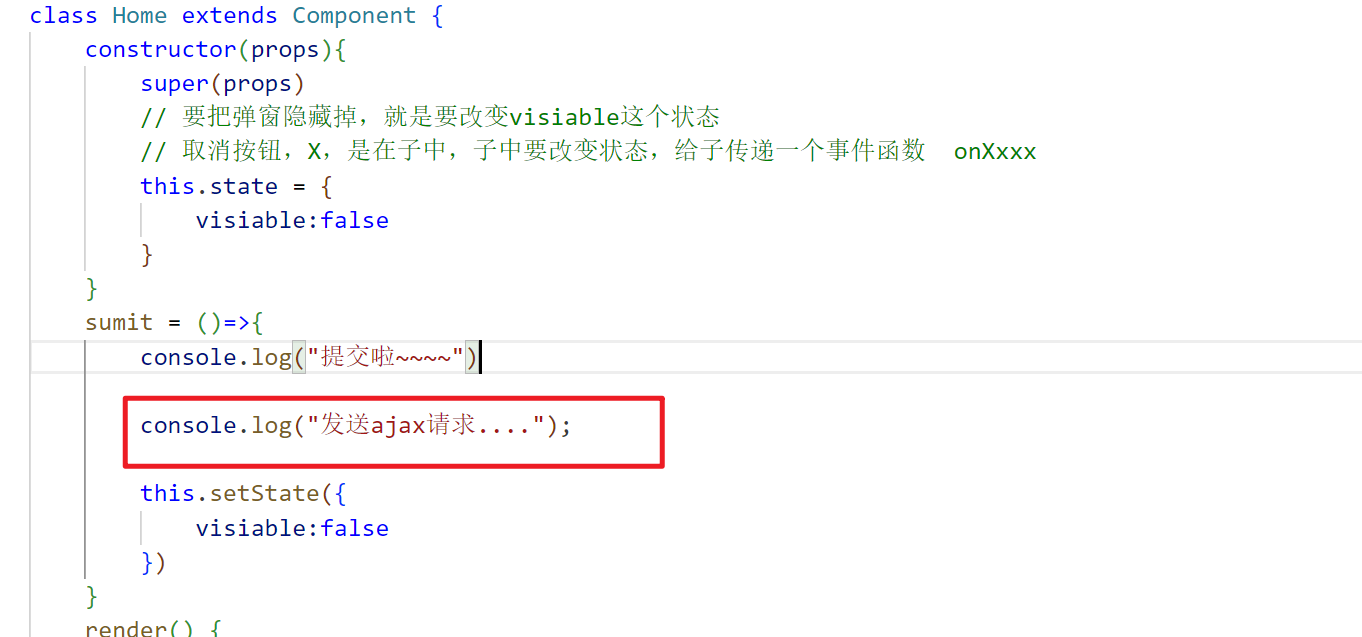 class Home extends Component {
constructor(props){
super(props)
// 要把弹窗隐藏掉，就是要改变visiable这个状态
// 取消按钮，X，是在子中，子中要改变状态，给子传递一个事件函数  onXxxx
this.state = {
visiable:false
}
}
sumit = ()=>{
console.log("提交啦~~~~")
console.log("发送ajax请求....");
this.setState({
visiable:false
})
}
render() {